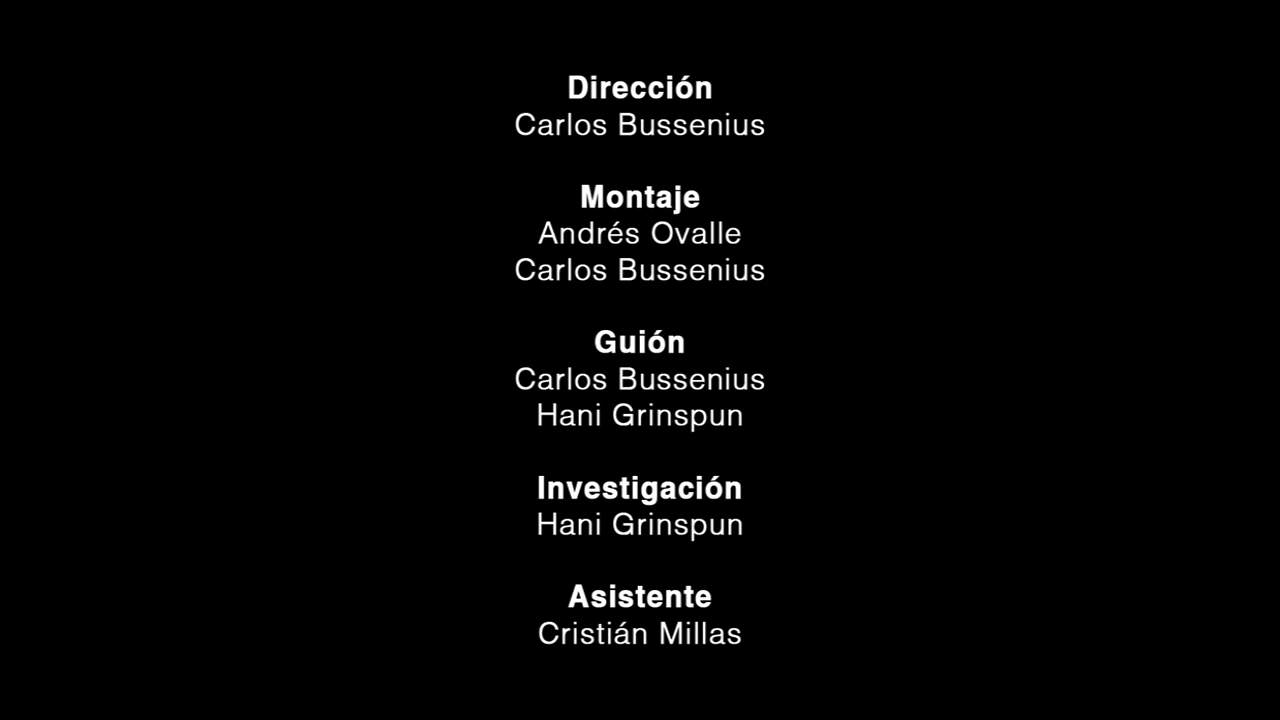 Dirección
Carlos Bussenius
Montaje
Andrés Ovalle
Carlos Bussenius
Guión
Carlos Bussenius
Hani Grinspun
Investigación
Hani Grinspun
Asistente
Cristián Millas